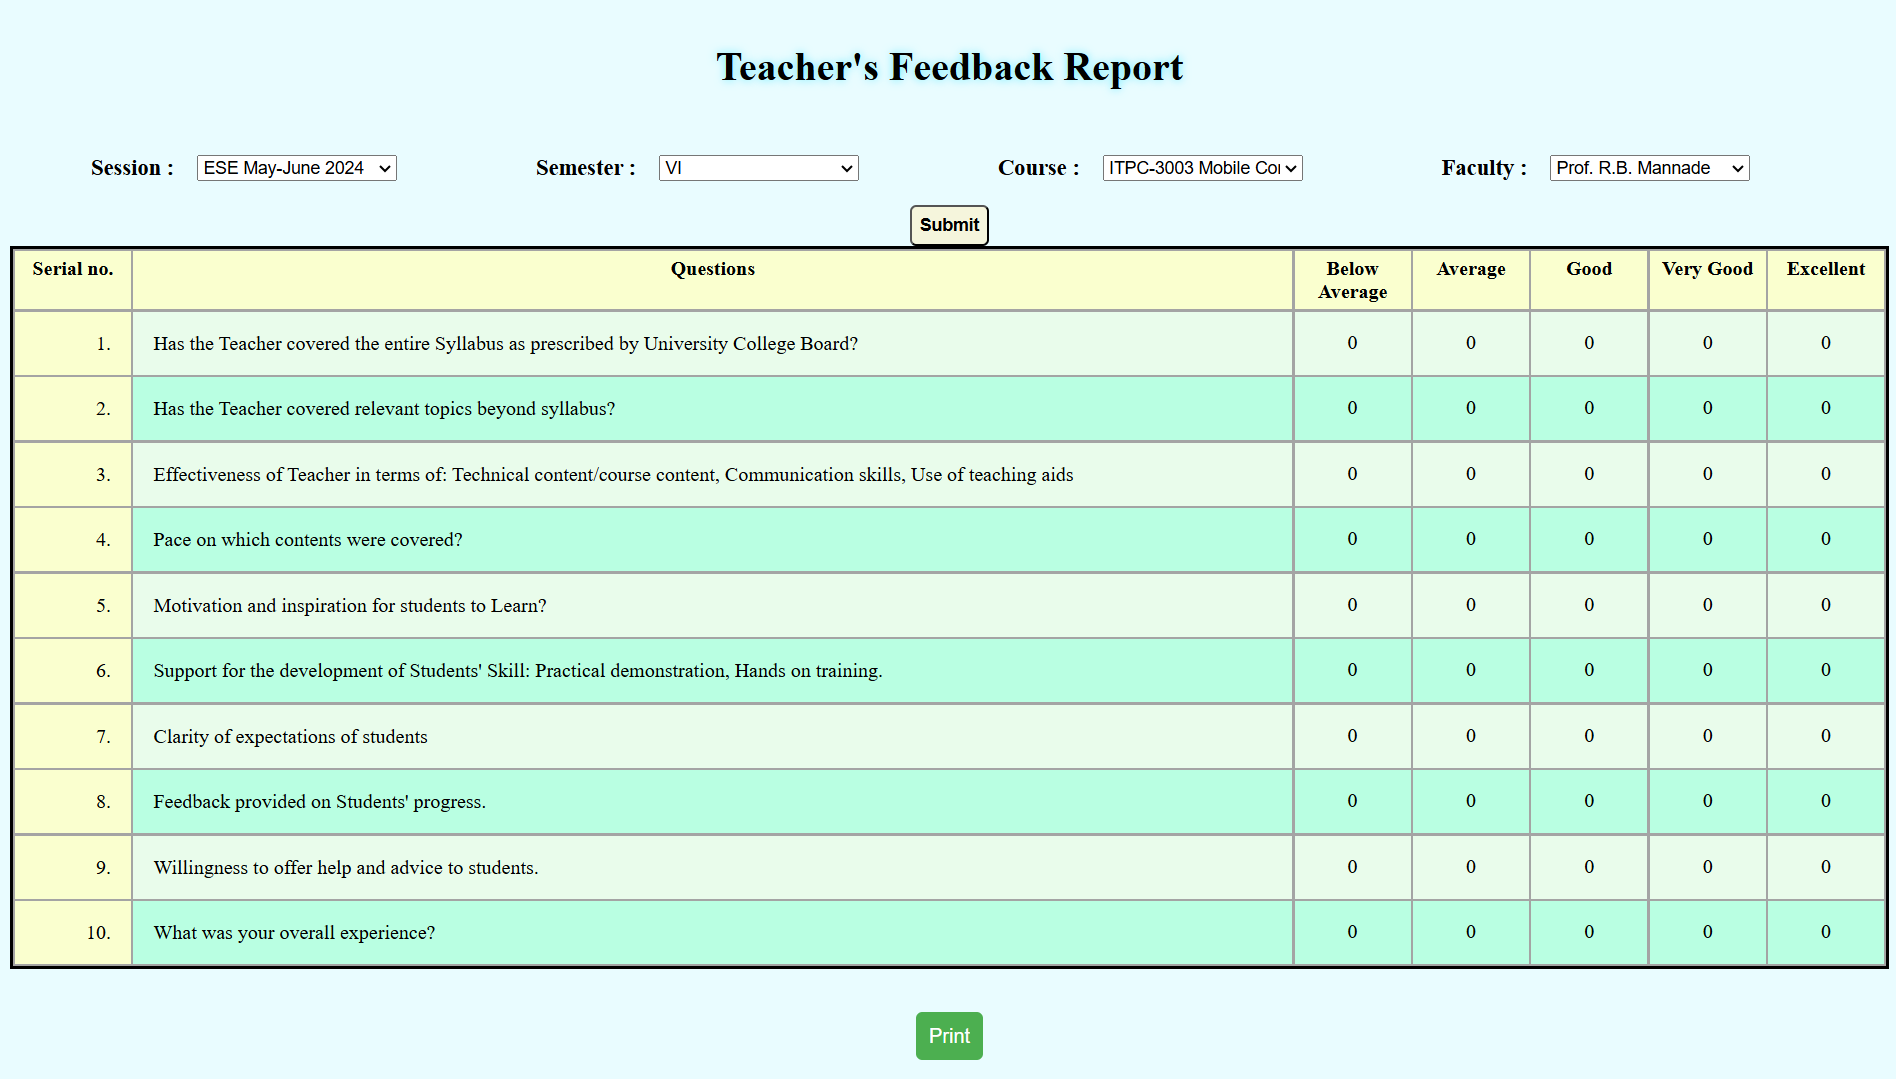 Teacher's Feedback Report
Session : ESE May-June 2024 Semester : VI Course : ITPC-3003 Mobile Faculty : Prof. R.B. Mannade
Submit
Serial no. Questions Below Average Average Good Very Good Excellent
1. Has the Teacher covered the entire Syllabus as prescribed by University College Board? 0 0 0 0 0
2. Has the Teacher covered relevant topics beyond syllabus? 0 0 0 0 0
3. Effectiveness of Teacher in terms of: Technical content/course content, Communication skills, Use of teaching aids 0 0 0 0 0
4. Pace on which contents were covered? 0 0 0 0 0
5. Motivation and inspiration for students to Learn? 0 0 0 0 0
6. Support for the development of Students' Skill: Practical demonstration, Hands on training. 0 0 0 0 0
7. Clarity of expectations of students 0 0 0 0 0
8. Feedback provided on Students' progress. 0 0 0 0 0
9. Willingness to offer help and advice to students. 0 0 0 0 0
10. What was your overall experience? 0 0 0 0 0
Print